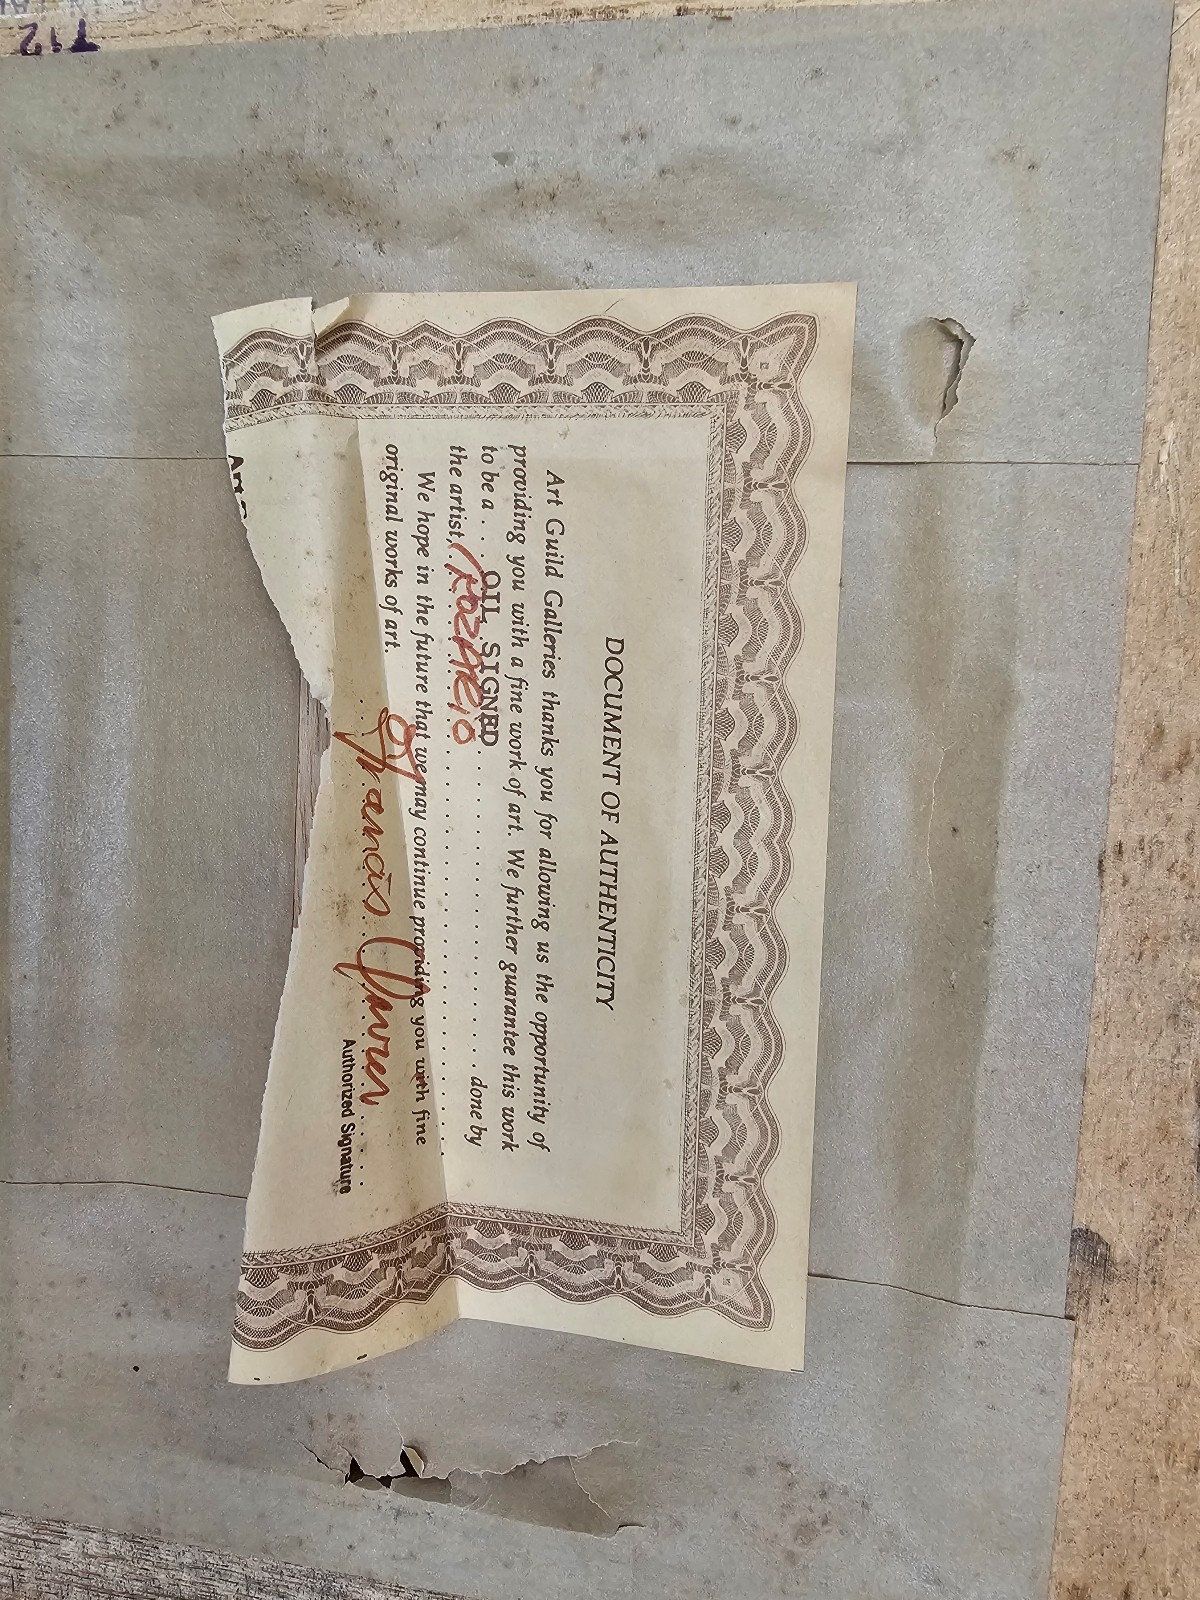 DOCUMENT OF AUTHENTICITY
Art Guild Galleries thanks you for allowing us the opportunity of
providing you with a fine work of art. We further guarantee this work
to be a . . . OIL SIGNED . . . . . . . . . . . . . done by
the artist,
We hope in the future that we may continue providing you with fine
original works of art.
Authorized Signature
T12